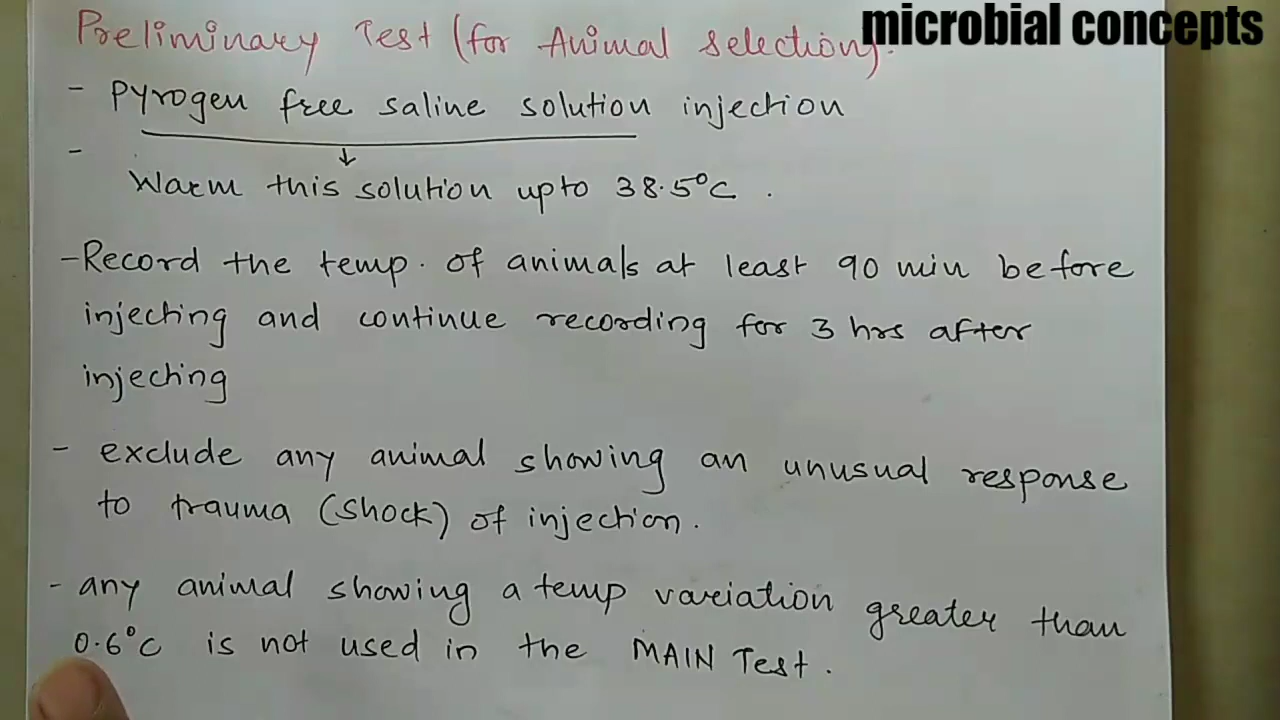 microbial concepts
Preliminary Test (for Animal selection).
- Pyrogen free saline solution injection
- Warm this solution upto 38.5°C .
- Record the temp. of animals at least 90 min before
injecting and continue recording for 3 hrs after
injecting
- exclude any animal showing an unusual response
to trauma (shock) of injection.
- any animal showing a temp variation greater than
0.6°C is not used in the MAIN Test.